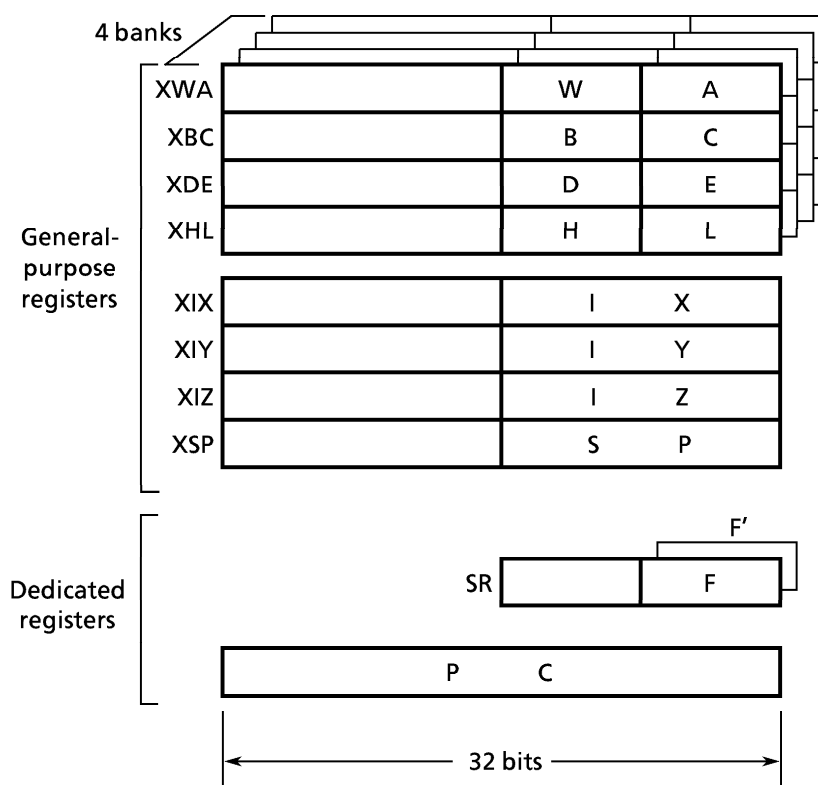 4 banks
XWA W A
XBC B C
XDE D E
XHL H L
General-
purpose
registers
XIX I X
XIY I Y
XIZ I Z
XSP S P
F’
SR F
Dedicated
registers
P C
32 bits